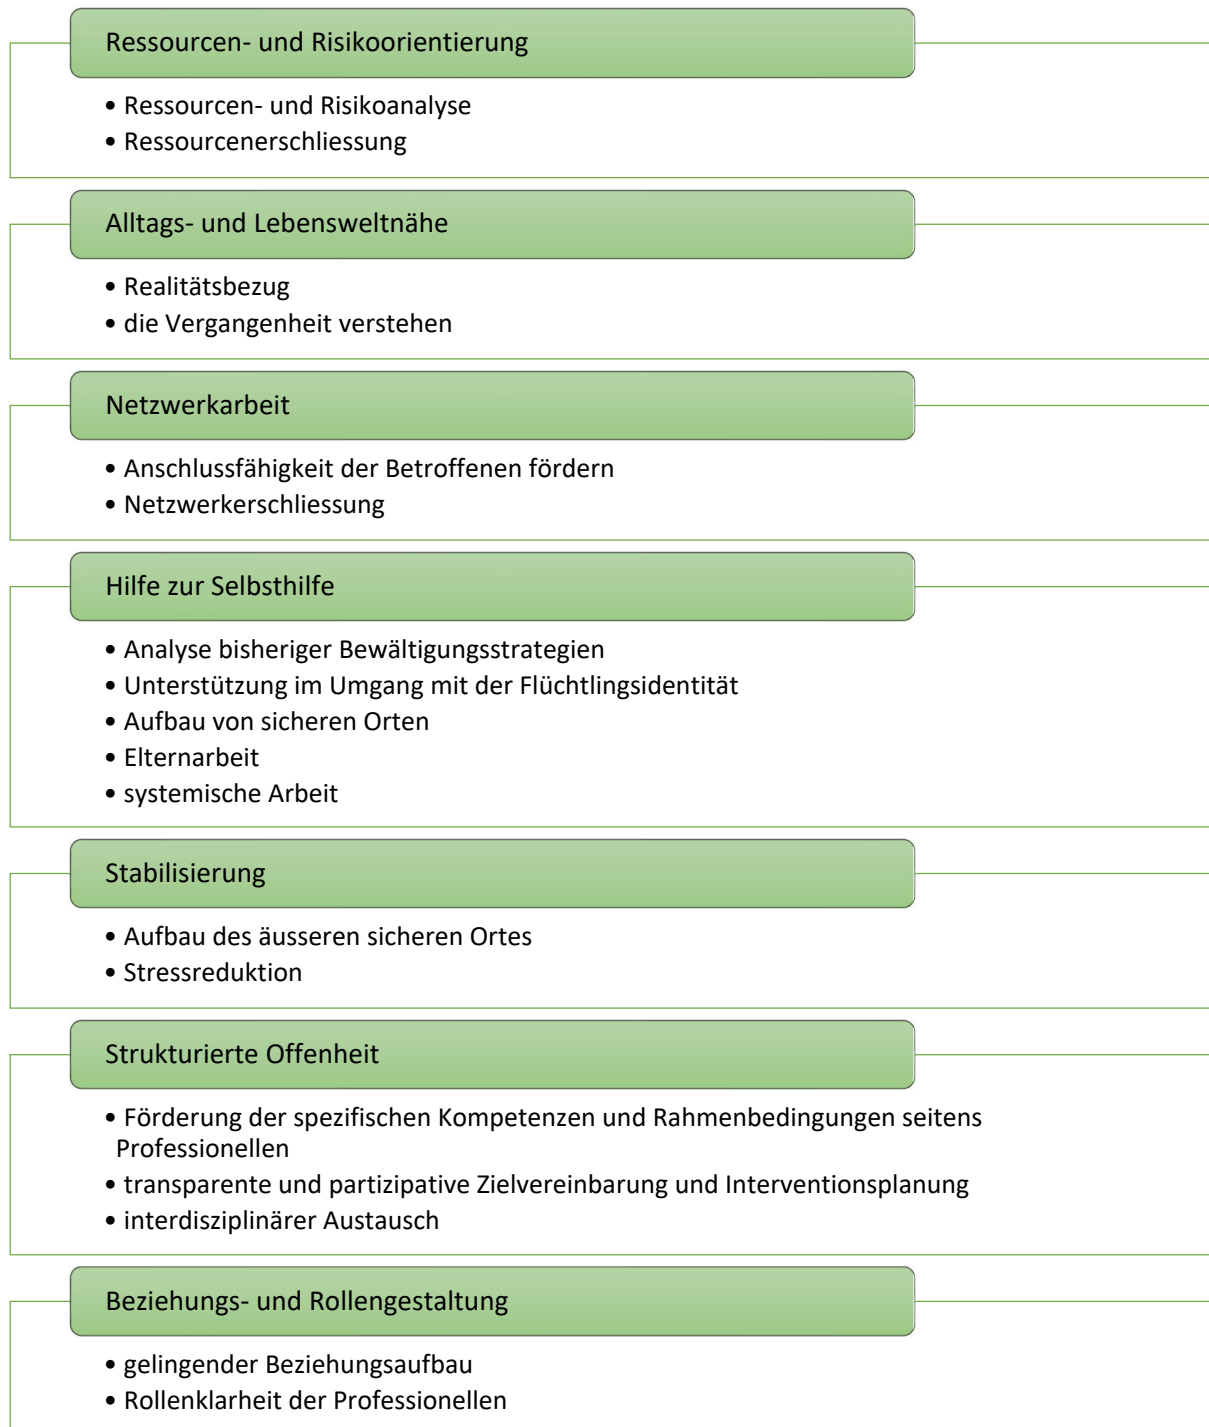 Ressourcen- und Risikoorientierung
• Ressourcen- und Risikoanalyse
• Ressourcenerschliessung
Alltags- und Lebensweltnähe
• Realitätsbezug
• die Vergangenheit verstehen
Netzwerkarbeit
• Anschlussfähigkeit der Betroffenen fördern
• Netzwerkerschliessung
Hilfe zur Selbsthilfe
• Analyse bisheriger Bewältigungsstrategien
• Unterstützung im Umgang mit der Flüchtlingsidentität
• Aufbau von sicheren Orten
• Elternarbeit
• systemische Arbeit
Stabilisierung
• Aufbau des äusseren sicheren Ortes
• Stressreduktion
Strukturierte Offenheit
• Förderung der spezifischen Kompetenzen und Rahmenbedingungen seitens
Professionellen
• transparente und partizipative Zielvereinbarung und Interventionsplanung
• interdisziplinärer Austausch
Beziehungs- und Rollengestaltung
• gelingender Beziehungsaufbau
• Rollenklarheit der Professionellen